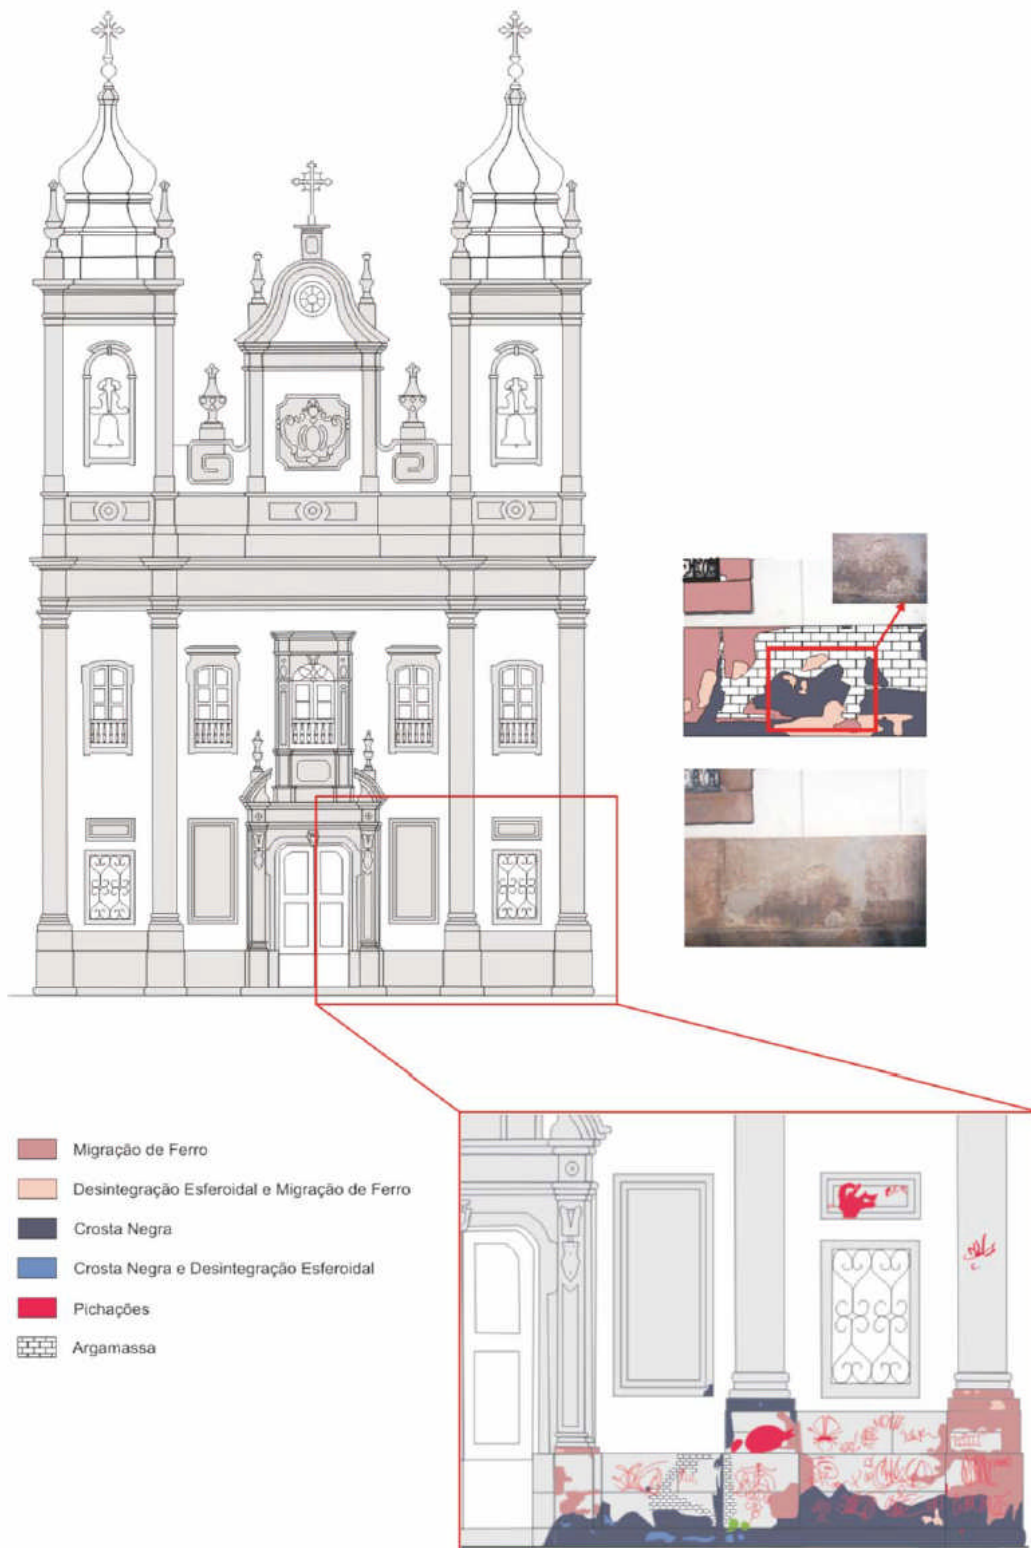 Migração de Ferro
Desintegração Esferoidal e Migração de Ferro
Crosta Negra
Crosta Negra e Desintegração Esferoidal
Pichações
Argamassa